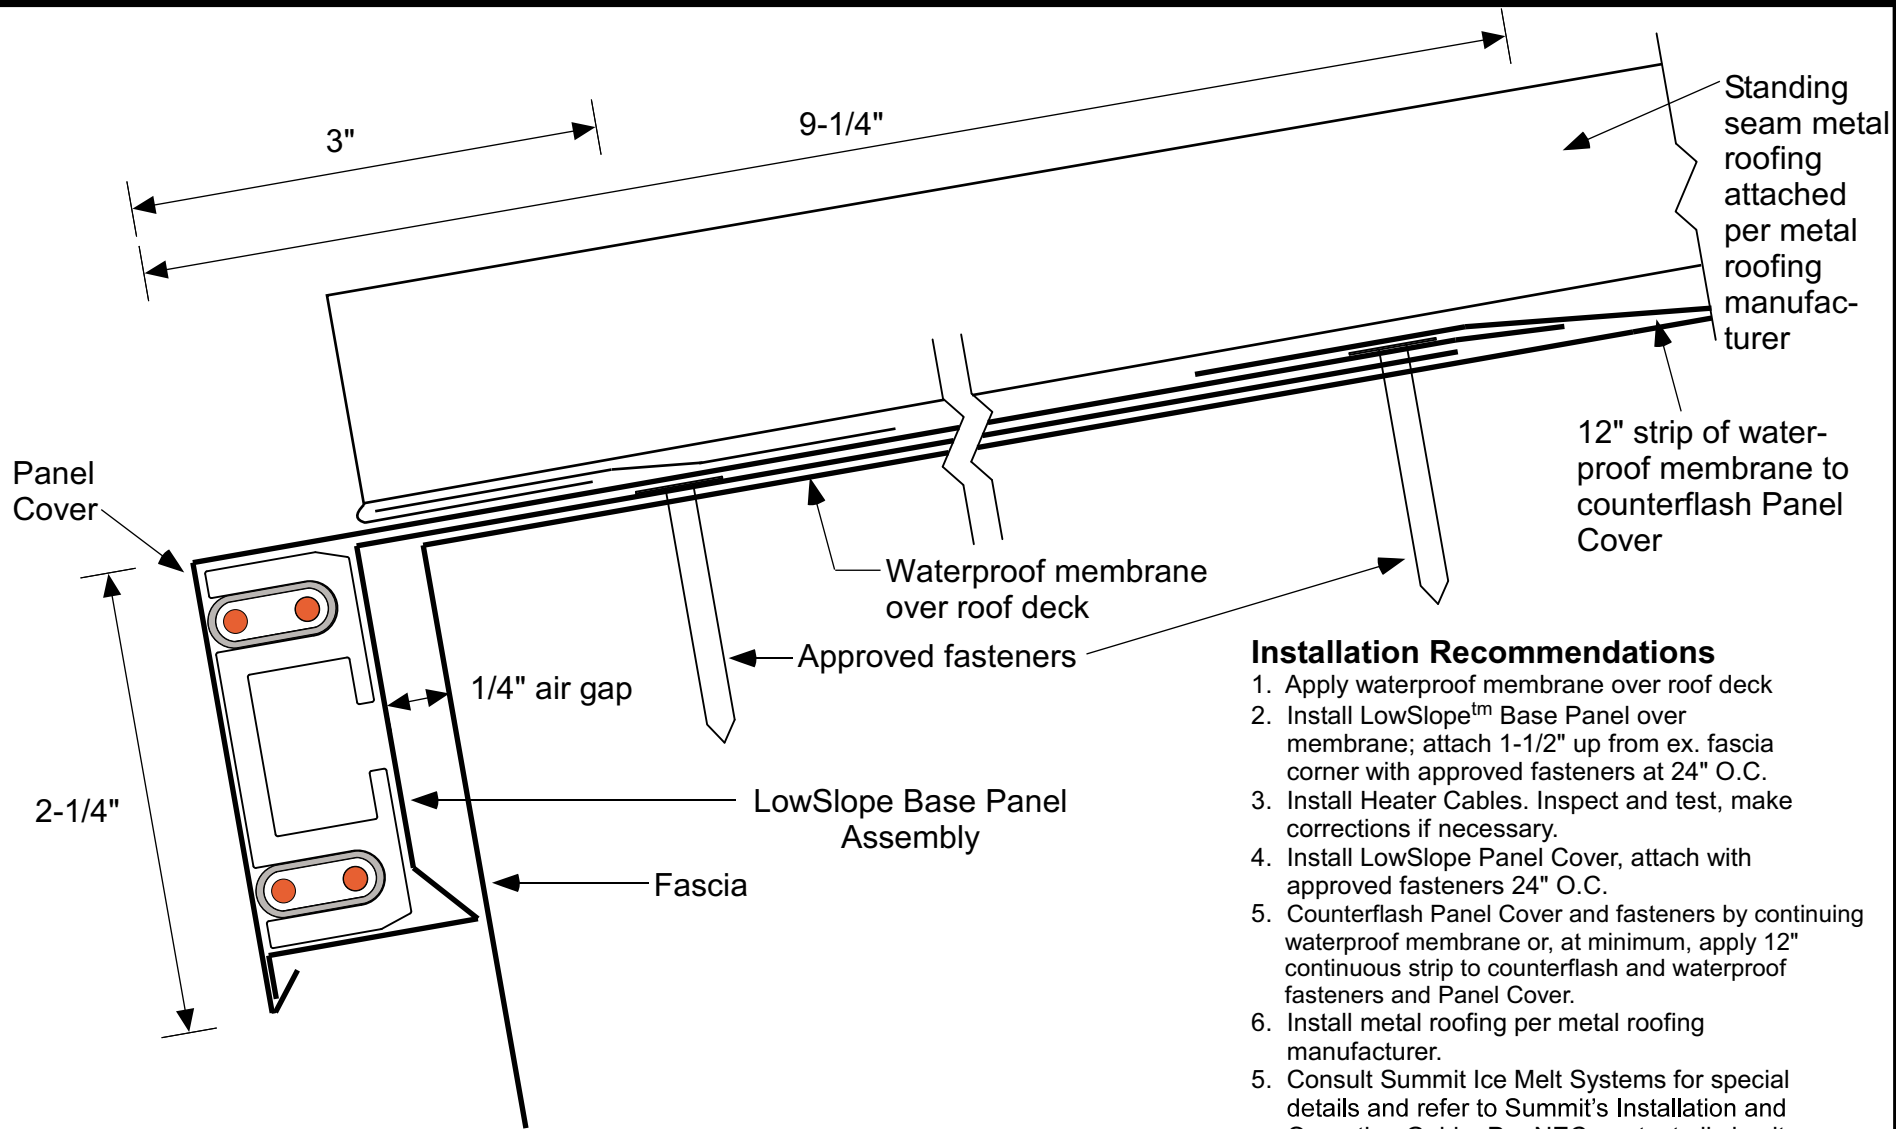 3"
9-1/4"
Standing
seam metal
roofing
attached
per metal
roofing
manufac-
turer
12" strip of water-
proof membrane to
counterflash Panel
Cover
Panel
Cover
Waterproof membrane
over roof deck
Approved fasteners
1/4" air gap
2-1/4"
LowSlope Base Panel
Assembly
Fascia
Installation Recommendations
1. Apply waterproof membrane over roof deck
2. Install LowSlopetm Base Panel over
membrane; attach 1-1/2" up from ex. fascia
corner with approved fasteners at 24" O.C.
3. Install Heater Cables. Inspect and test, make
corrections if necessary.
4. Install LowSlope Panel Cover, attach with
approved fasteners 24" O.C.
5. Counterflash Panel Cover and fasteners by continuing
waterproof membrane or, at minimum, apply 12"
continuous strip to counterflash and waterproof
fasteners and Panel Cover.
6. Install metal roofing per metal roofing
manufacturer.
5. Consult Summit Ice Melt Systems for special
details and refer to Summit's Installation and